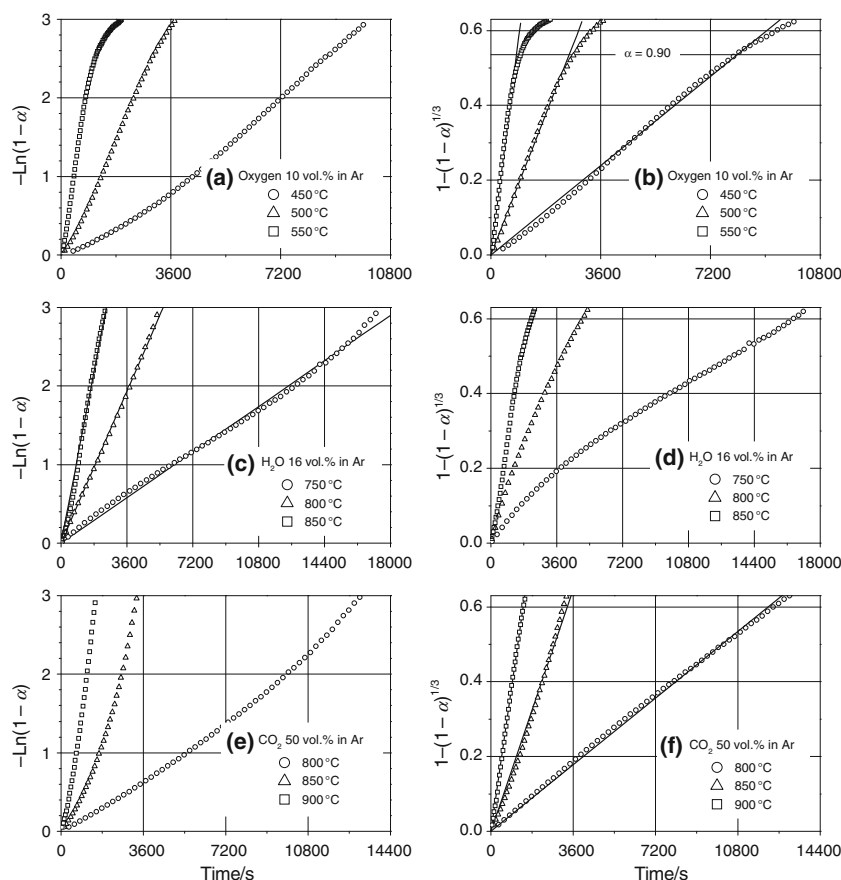 3
2
1
0
–Ln(1–α)
0 3600 7200 10800
(a) Oxygen 10 vol.% in Ar
450°C
500°C
550°C
0.6
0.4
0.2
0.0
1–(1–α)^1/3
α = 0.90
0 3600 7200 10800
(b) Oxygen 10 vol.% in Ar
450°C
500°C
550°C
3
2
1
0
–Ln(1–α)
0 3600 7200 10800 14400 18000
(c) H₂O 16 vol.% in Ar
750°C
800°C
850°C
0.6
0.4
0.2
0.0
1–(1–α)^1/3
0 3600 7200 10800 14400 18000
(d) H₂O 16 vol.% in Ar
750°C
800°C
850°C
3
2
1
0
–Ln(1–α)
0 3600 7200 10800 14400
Time/s
(e) CO₂ 50 vol.% in Ar
800°C
850°C
900°C
0.6
0.4
0.2
0.0
1–(1–α)^1/3
0 3600 7200 10800 14400
Time/s
(f) CO₂ 50 vol.% in Ar
800°C
850°C
900°C